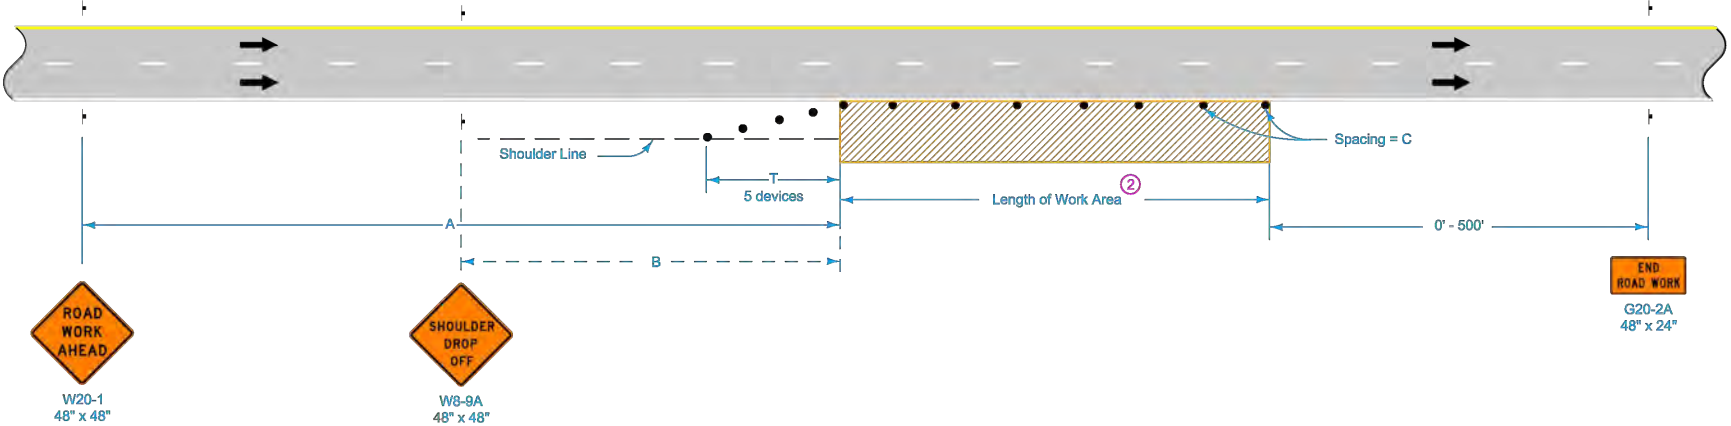 Shoulder Line
Spacing = C
T
5 devices
2
Length of Work Area
A
0' - 500'
B
ROAD
WORK
AHEAD
W20-1
48" x 48"
SHOULDER
DROP
OFF
W8-9A
48" x 48"
END
ROAD WORK
G20-2A
48" x 24"